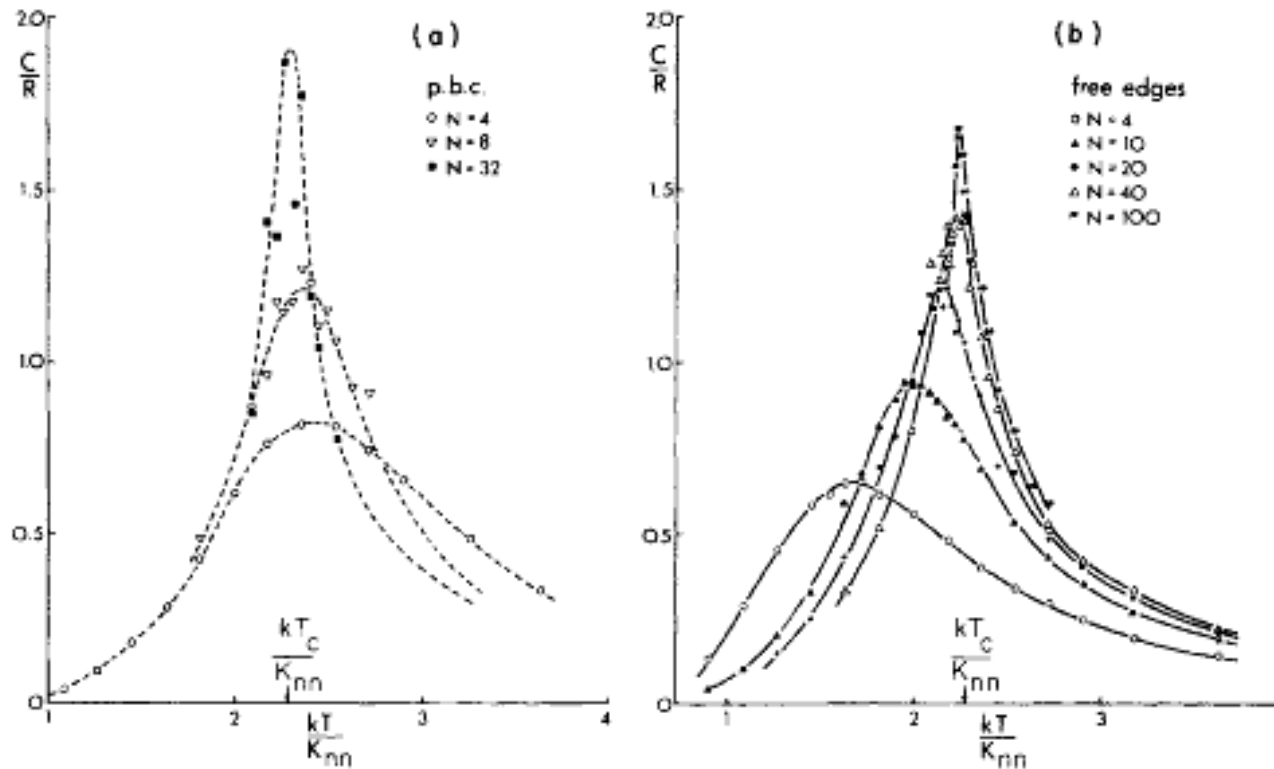 (a)
2.0
C
R
p.b.c.
N = 4
N = 8
N = 32
1.5
1.0
0.5
0
kTc
Knn
1
2
3
4
kT
Knn
(b)
2.0
C
R
free edges
N = 4
N = 10
N = 20
N = 40
N = 100
1.5
1.0
0.5
0
kTc
Knn
1
2
3
kT
Knn